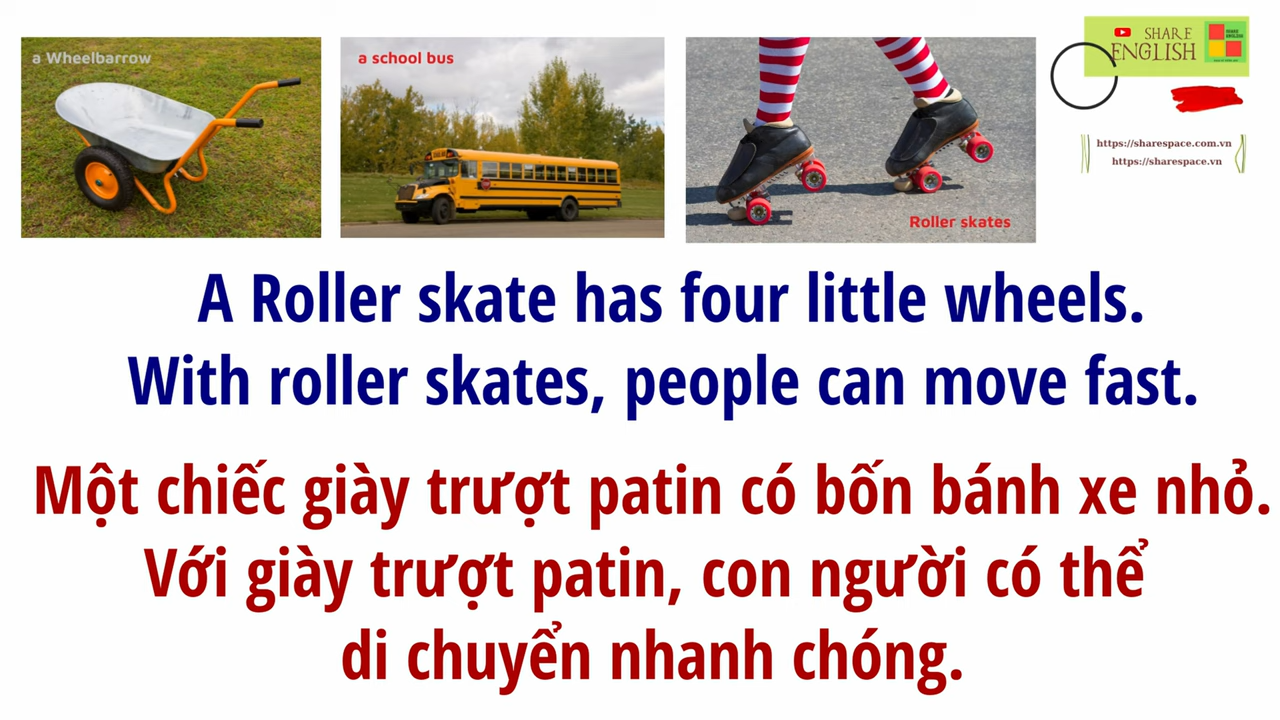 a Wheelbarrow
a school bus
Roller skates
SHARE
ENGLISH
SHARE
ENGLISH
https://sharespace.com.vn
https://sharespace.vn
A Roller skate has four little wheels.
With roller skates, people can move fast.
Một chiếc giày trượt patin có bốn bánh xe nhỏ.
Với giày trượt patin, con người có thể
di chuyển nhanh chóng.